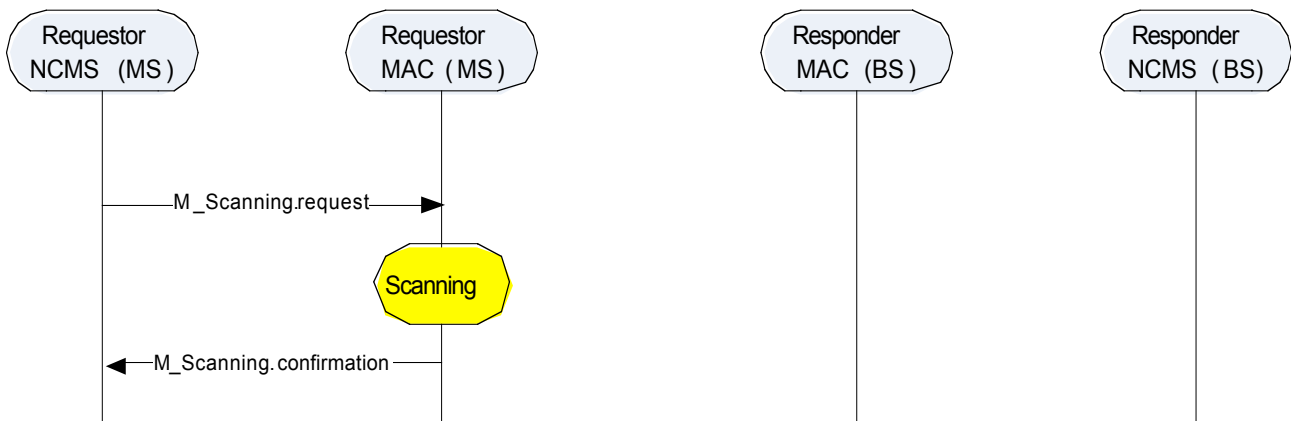 Requestor
NCMS (MS)
Requestor
MAC (MS)
Responder
MAC (BS)
Responder
NCMS (BS)
M_Scanning.request
Scanning
M_Scanning.confirmation